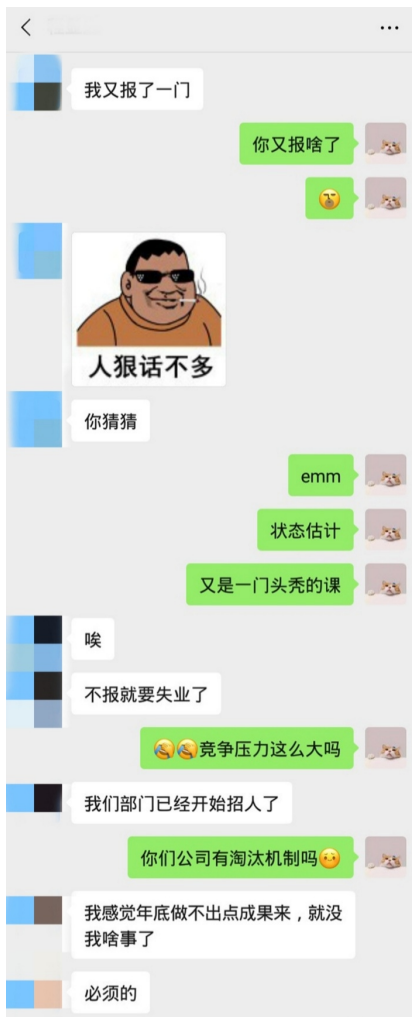 我又报了一门
你又报啥了
人狠话不多
你猜猜
emm
状态估计
又是一门头秃的课
唉
不报就要失业了
竞争压力这么大吗
我们部门已经开始招人了
你们公司有淘汰机制吗
我感觉年底做不出点成果来，就没
我啥事了
必须的